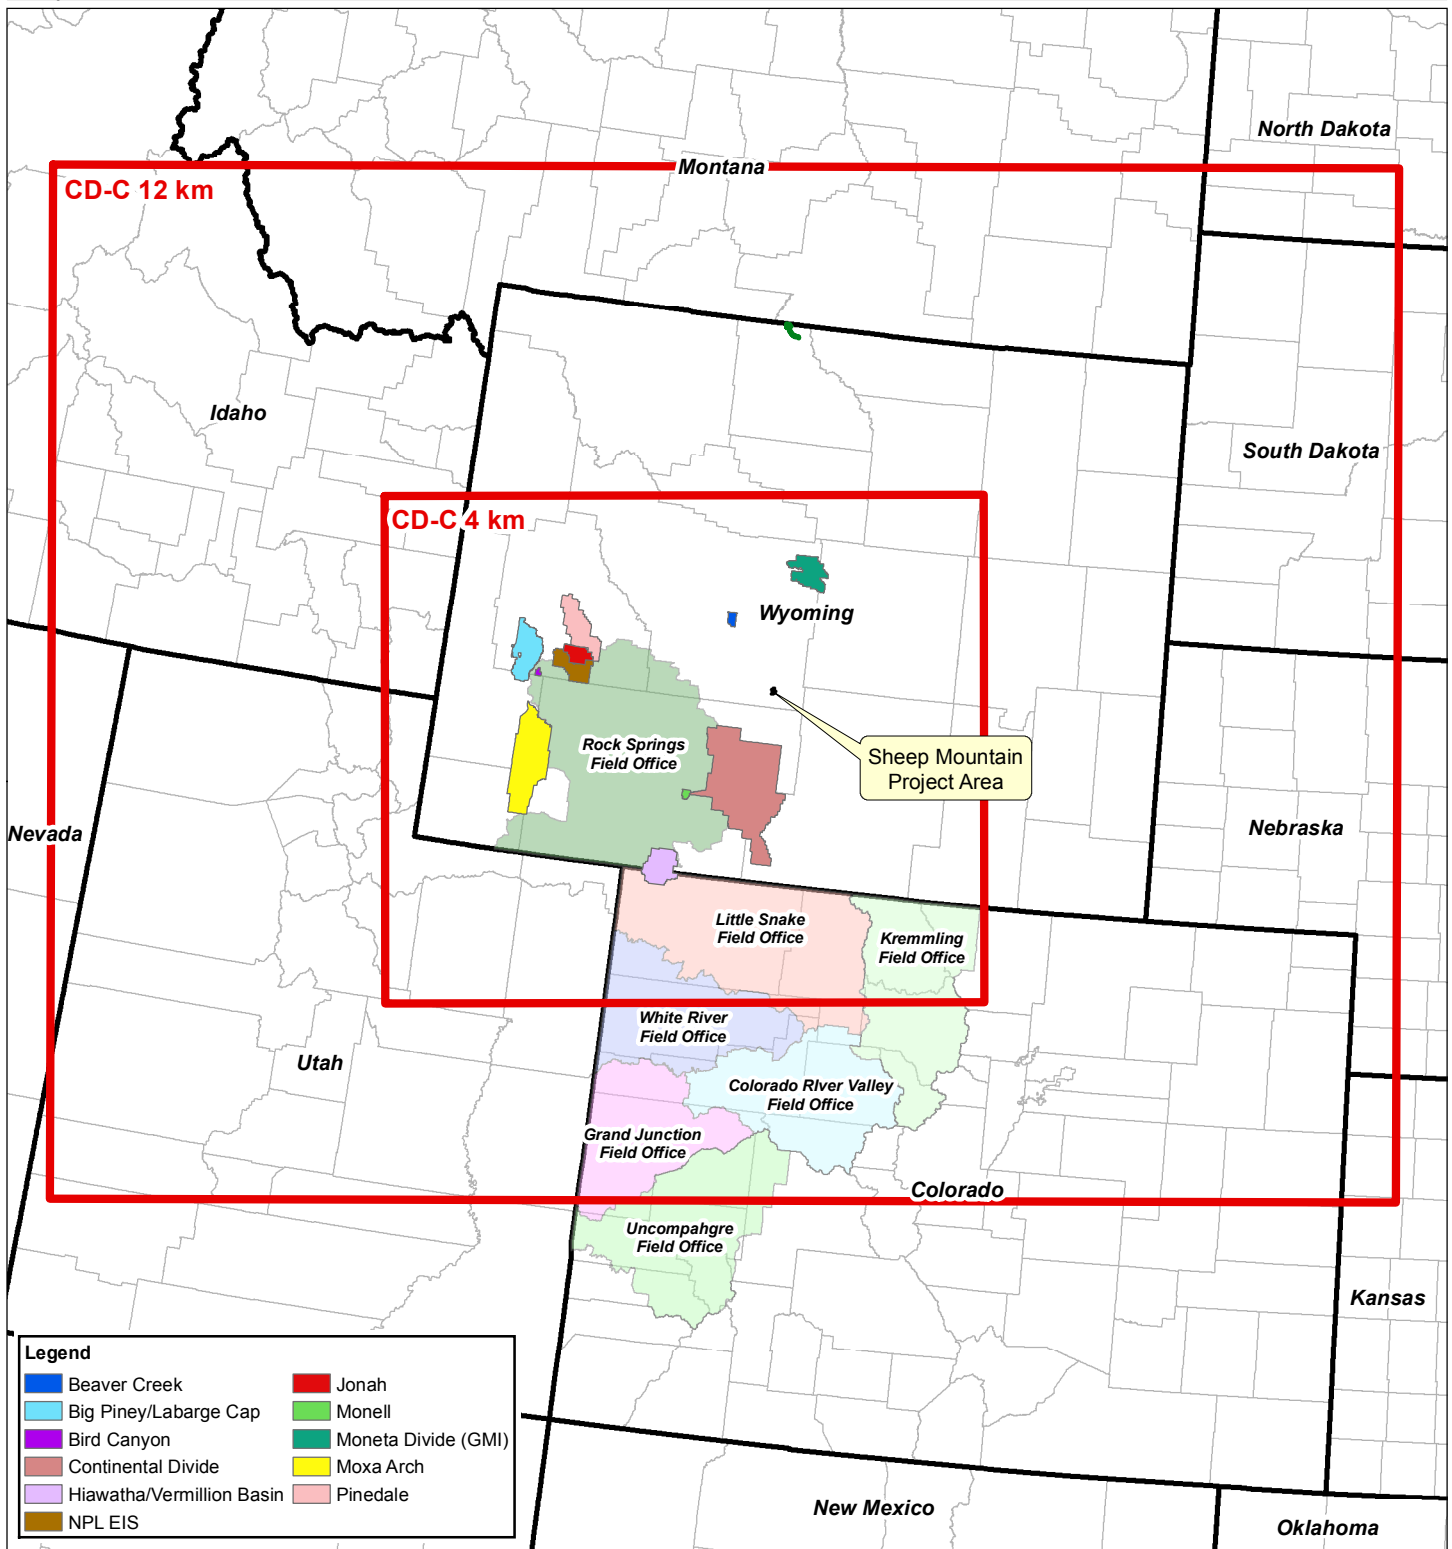 North Dakota
Montana
CD-C 12 km
Idaho
South Dakota
CD-C 4 km
Wyoming
Rock Springs
Field Office
Sheep Mountain
Project Area
Nevada
Nebraska
Little Snake
Field Office
Kremmling
Field Office
White River
Field Office
Utah
Colorado RIver Valley
Field Office
Grand Junction
Field Office
Colorado
Uncompahgre
Field Office
Kansas
Legend
Beaver Creek
Big Piney/Labarge Cap
Bird Canyon
Continental Divide
Hiawatha/Vermillion Basin
NPL EIS
Jonah
Monell
Moneta Divide (GMI)
Moxa Arch
Pinedale
New Mexico
Oklahoma